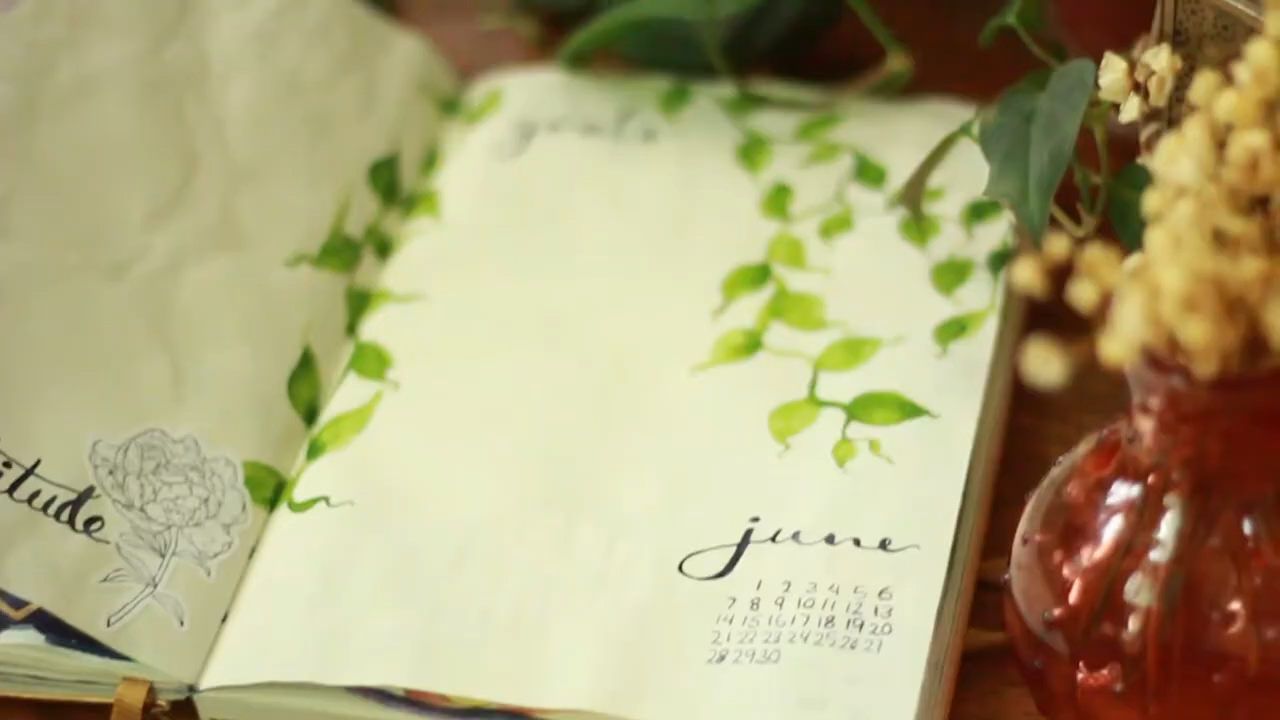 itude
goals
june
1 2 3 4 5 6
7 8 9 10 11 12 13
14 15 16 17 18 19 20
21 22 23 24 25 26 27
28 29 30